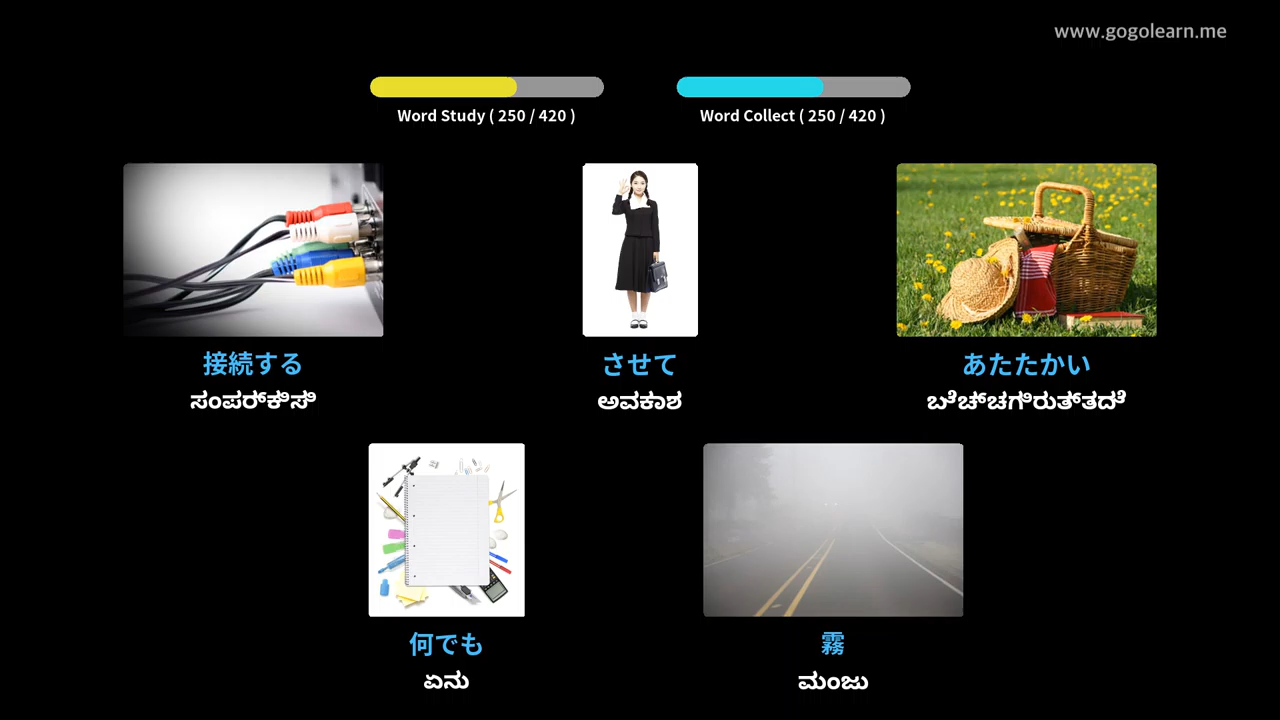 www.gogolearn.me
Word Study ( 250 / 420 )
Word Collect ( 250 / 420 )
接続する
させて
あたたかい
ಸಂಪರ್ಕಿಸಿ
ಅವಕಾಶ
ಬೆಚ್ಚಗಿರುತ್ತದೆ
何でも
霧
ಏನು
ಮಂಜು